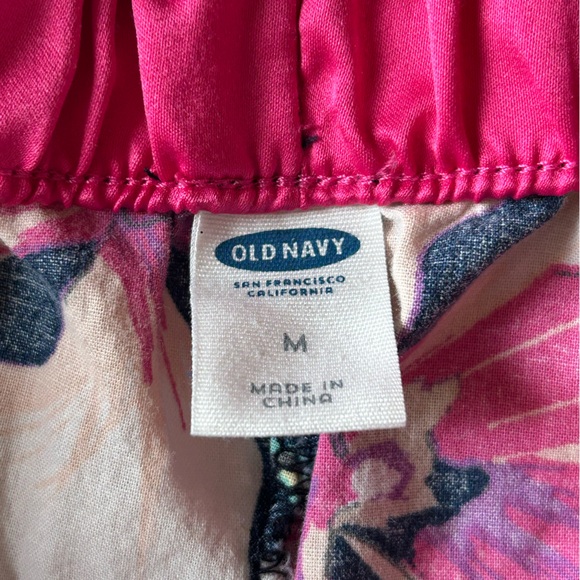 OLD NAVY
SAN FRANCISCO
CALIFORNIA
M
MADE IN
CHINA